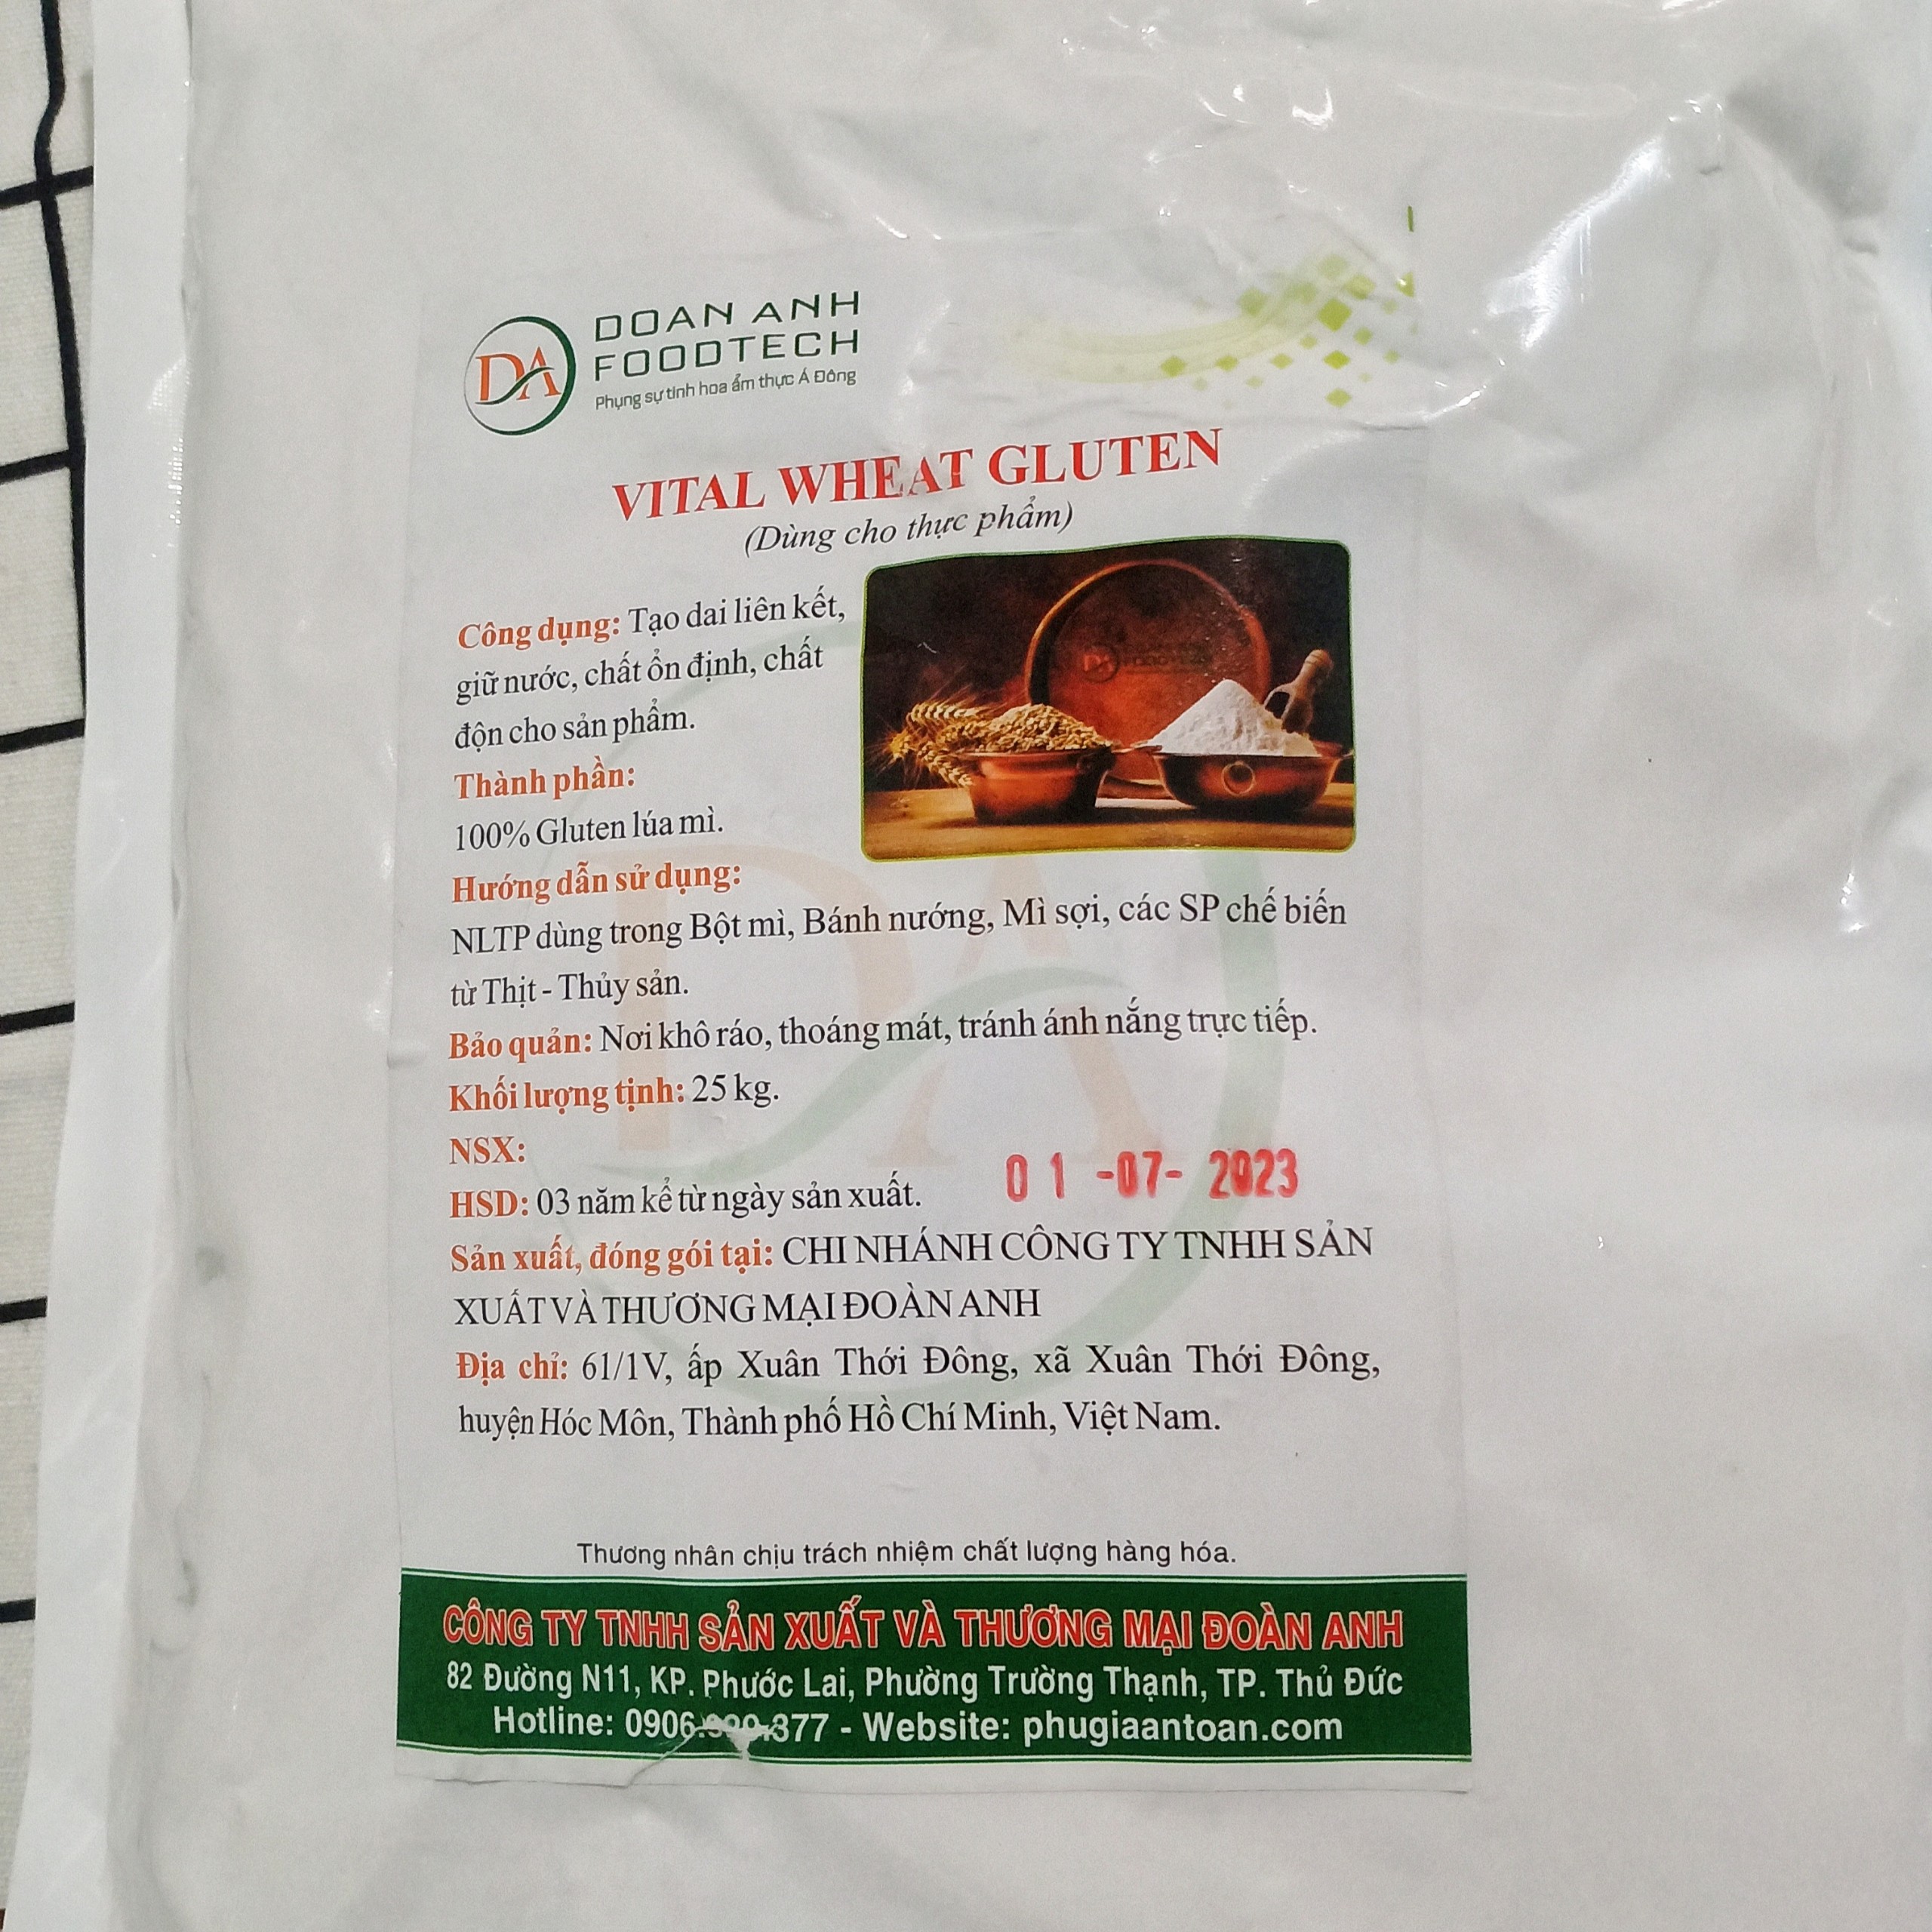 DA
DOAN ANH
FOODTECH
Phụng sự tinh hoa ẩm thực Á Đông
VITAL WHEAT GLUTEN
(Dùng cho thực phẩm)
Công dụng: Tạo dai liên kết,
giữ nước, chất ổn định, chất
độn cho sản phẩm.
Thành phần:
100% Gluten lúa mì.
Hướng dẫn sử dụng:
NLTP dùng trong Bột mì, Bánh nướng, Mì sợi, các SP chế biến
từ Thịt - Thủy sản.
Bảo quản: Nơi khô ráo, thoáng mát, tránh ánh nắng trực tiếp.
Khối lượng tịnh: 25 kg.
NSX:
01 -07- 2023
HSD: 03 năm kể từ ngày sản xuất.
Sản xuất, đóng gói tại: CHI NHÁNH CÔNG TY TNHH SẢN
XUẤT VÀ THƯƠNG MẠI ĐOÀN ANH
Địa chỉ: 61/1V, ấp Xuân Thới Đông, xã Xuân Thới Đông,
huyện Hóc Môn, Thành phố Hồ Chí Minh, Việt Nam.
Thương nhân chịu trách nhiệm chất lượng hàng hóa.
CÔNG TY TNHH SẢN XUẤT VÀ THƯƠNG MẠI ĐOÀN ANH
82 Đường N11, KP. Phước Lai, Phường Trường Thạnh, TP. Thủ Đức
Hotline: 0906 377 - Website: phugiaantoan.com